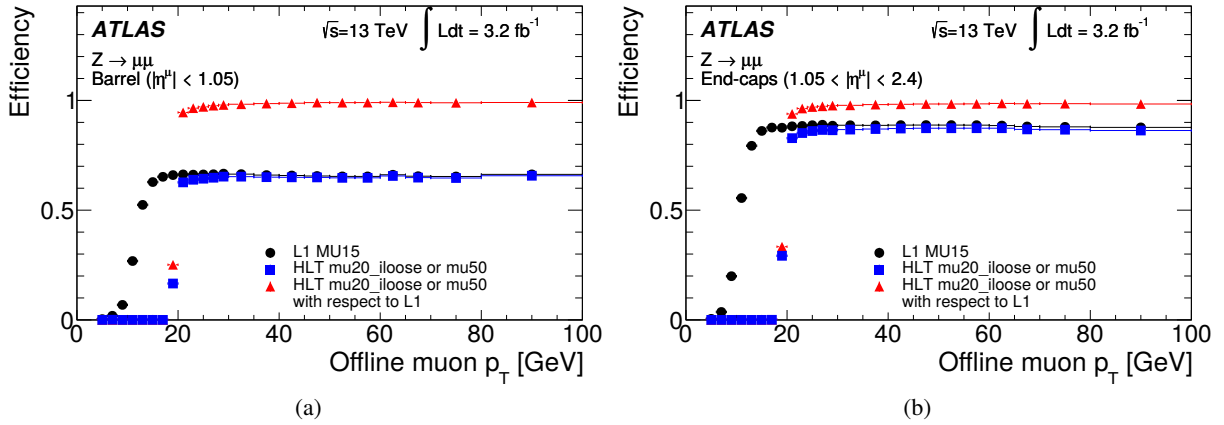 Efficiency
ATLAS
√s=13 TeV ∫ Ldt = 3.2 fb⁻¹
Z → μμ
Barrel (|η^μ| < 1.05)
1
0.5
0
L1 MU15
HLT mu20_iloose or mu50
HLT mu20_iloose or mu50
with respect to L1
0 20 40 60 80 100
Offline muon p_T [GeV]
(a)
Efficiency
ATLAS
√s=13 TeV ∫ Ldt = 3.2 fb⁻¹
Z → μμ
End-caps (1.05 < |η^μ| < 2.4)
1
0.5
0
L1 MU15
HLT mu20_iloose or mu50
HLT mu20_iloose or mu50
with respect to L1
0 20 40 60 80 100
Offline muon p_T [GeV]
(b)